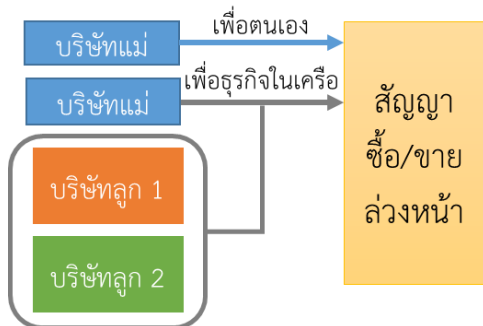 เพื่อตนเอง
บริษัทแม่
เพื่อธุรกิจในเครือ
บริษัทแม่
บริษัทลูก 1
บริษัทลูก 2
สัญญา
ซื้อ/ขาย
ล่วงหน้า